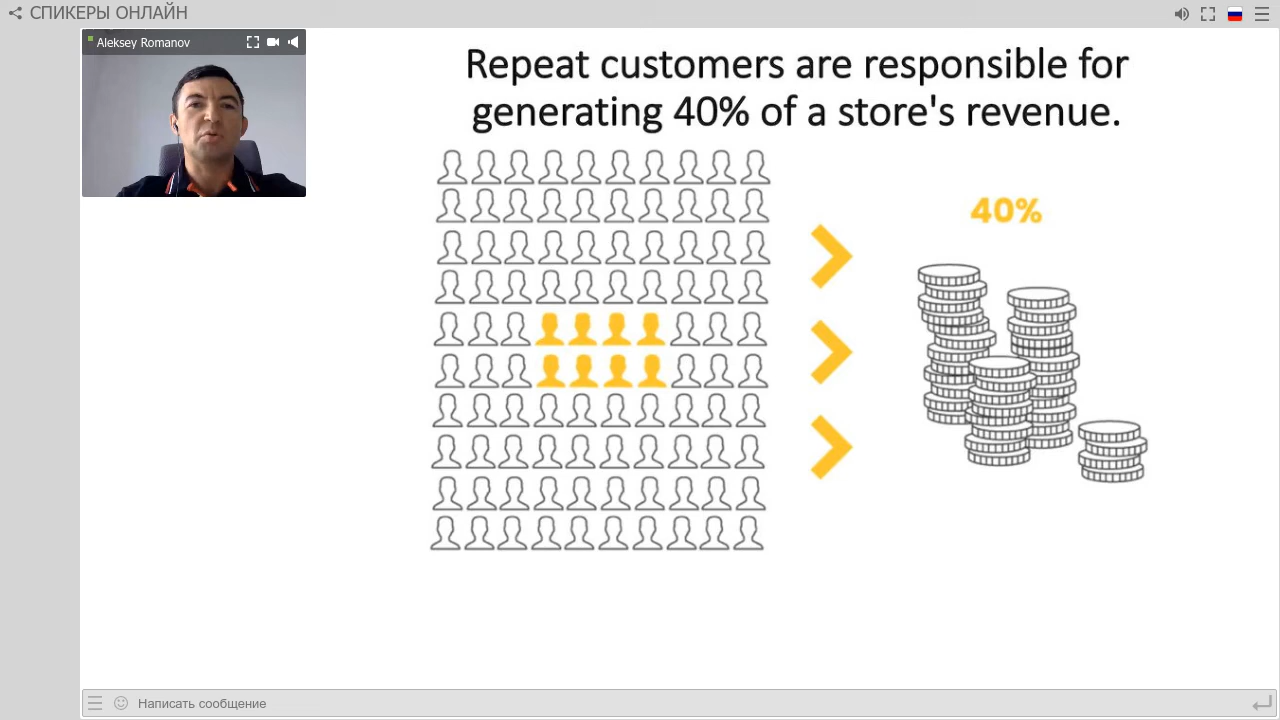 СПИКЕРЫ ОНЛАЙН
Aleksey Romanov
Repeat customers are responsible for
generating 40% of a store's revenue.
40%
Написать сообщение